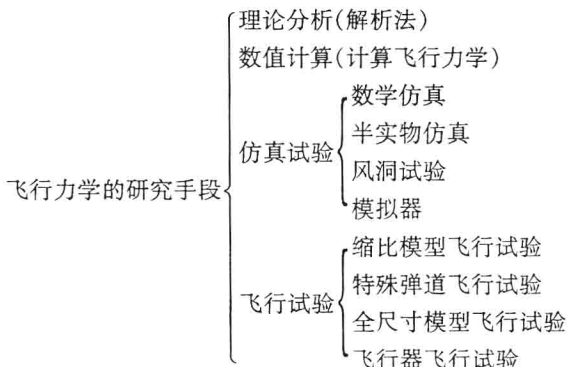 理论分析(解析法)
数值计算(计算飞行力学)
数学仿真
半实物仿真
仿真试验
风洞试验
模拟器
飞行力学的研究手段
缩比模型飞行试验
特殊弹道飞行试验
飞行试验
全尺寸模型飞行试验
飞行器飞行试验